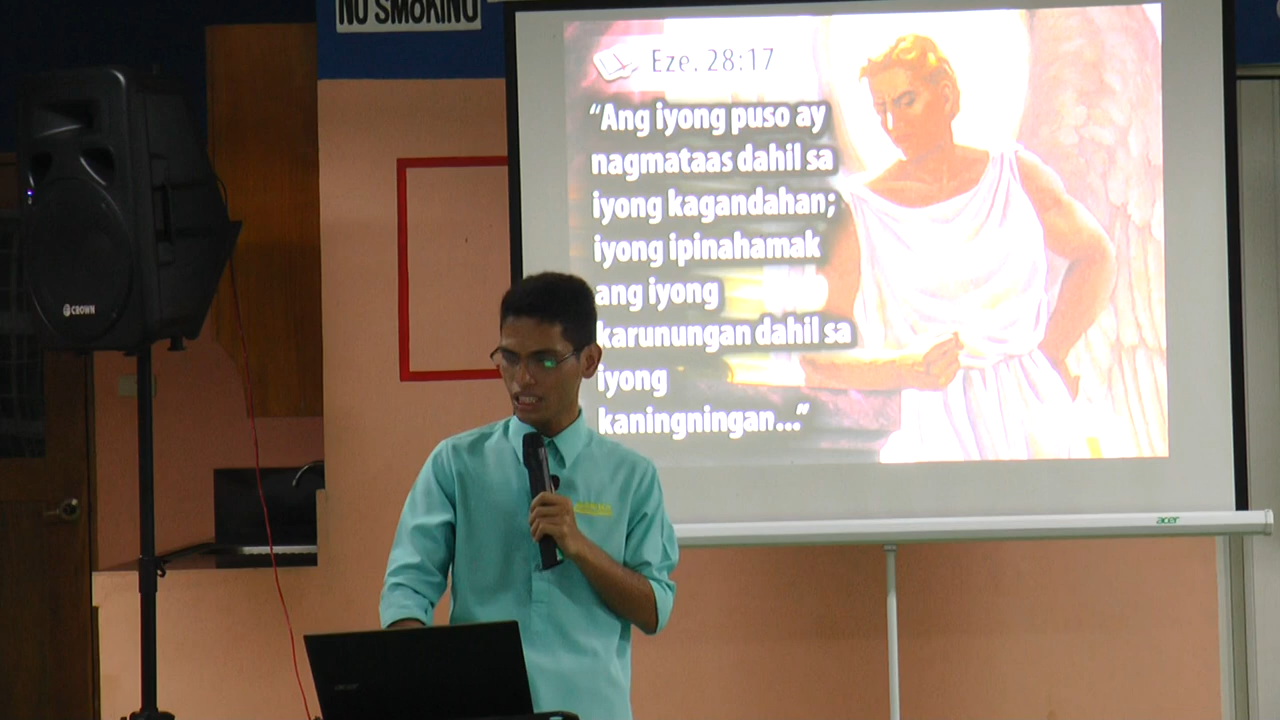 NO SMOKING
Eze. 28:17
“Ang iyong puso ay
nagmataas dahil sa
iyong kagandahan;
iyong ipinahamak
ang iyong
karunungan dahil sa
iyong
kaningningan...”
CROWN
acer